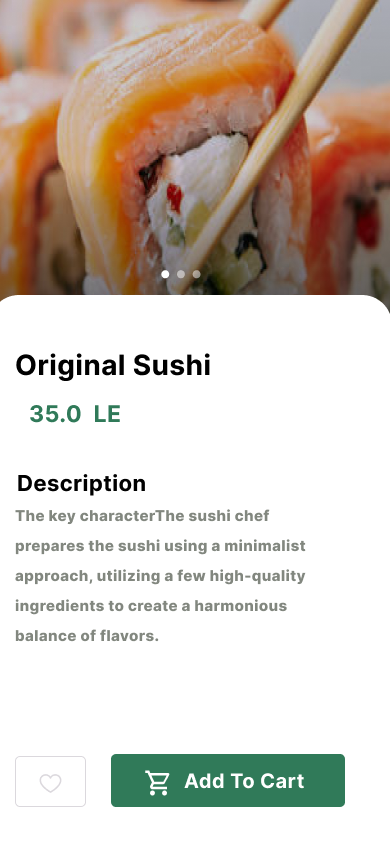 Original Sushi
35.0 LE
Description
The key characterThe sushi chef
prepares the sushi using a minimalist
approach, utilizing a few high-quality
ingredients to create a harmonious
balance of flavors.
Add To Cart